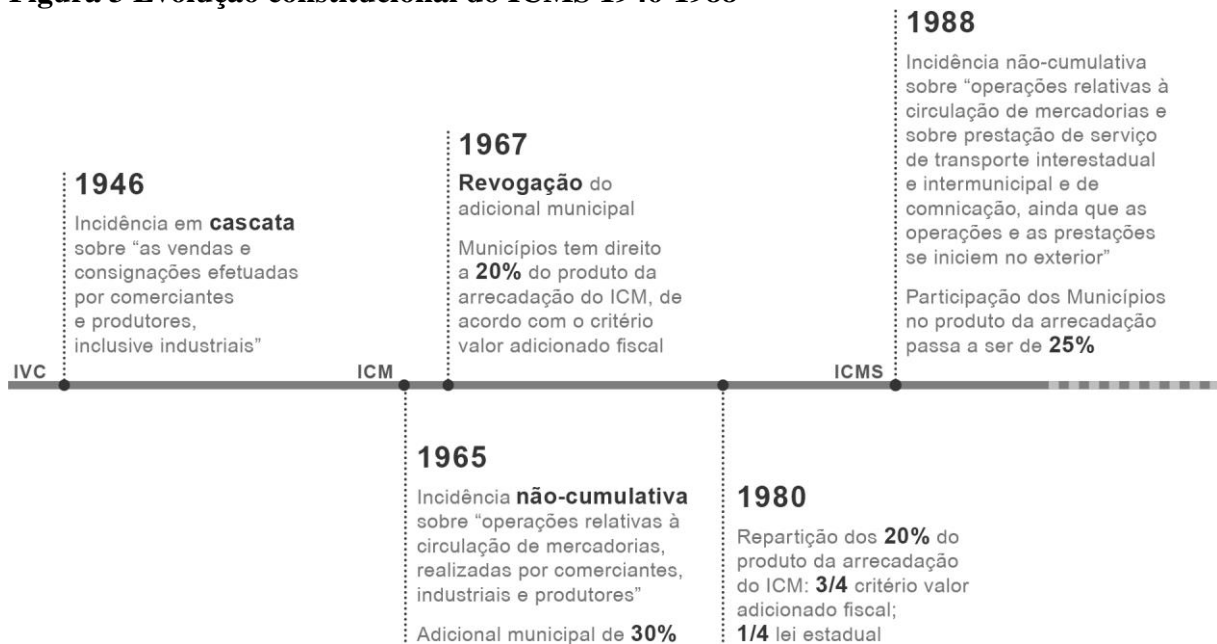 Figura 3 Evolução constitucional do ICMS 1946-1988
1988
Incidência não-cumulativa
sobre “operações relativas à
circulação de mercadorias e
sobre prestação de serviço
de transporte interestadual
e intermunicipal e de
comnicação, ainda que as
operações e as prestações
se iniciem no exterior”
Participação dos Municípios
no produto da arrecadação
passa a ser de 25%
1967
Revogação do
adicional municipal
Municípios tem direito
a 20% do produto da
arrecadação do ICM, de
acordo com o critério
valor adicionado fiscal
1946
Incidência em cascata
sobre “as vendas e
consignações efetuadas
por comerciantes
e produtores,
inclusive industriais”
IVC
ICM
ICMS
1965
Incidência não-cumulativa
sobre “operações relativas à
circulação de mercadorias,
realizadas por comerciantes,
industriais e produtores”
Adicional municipal de 30%
1980
Repartição dos 20% do
produto da arrecadação
do ICM: 3/4 critério valor
adicionado fiscal;
1/4 lei estadual